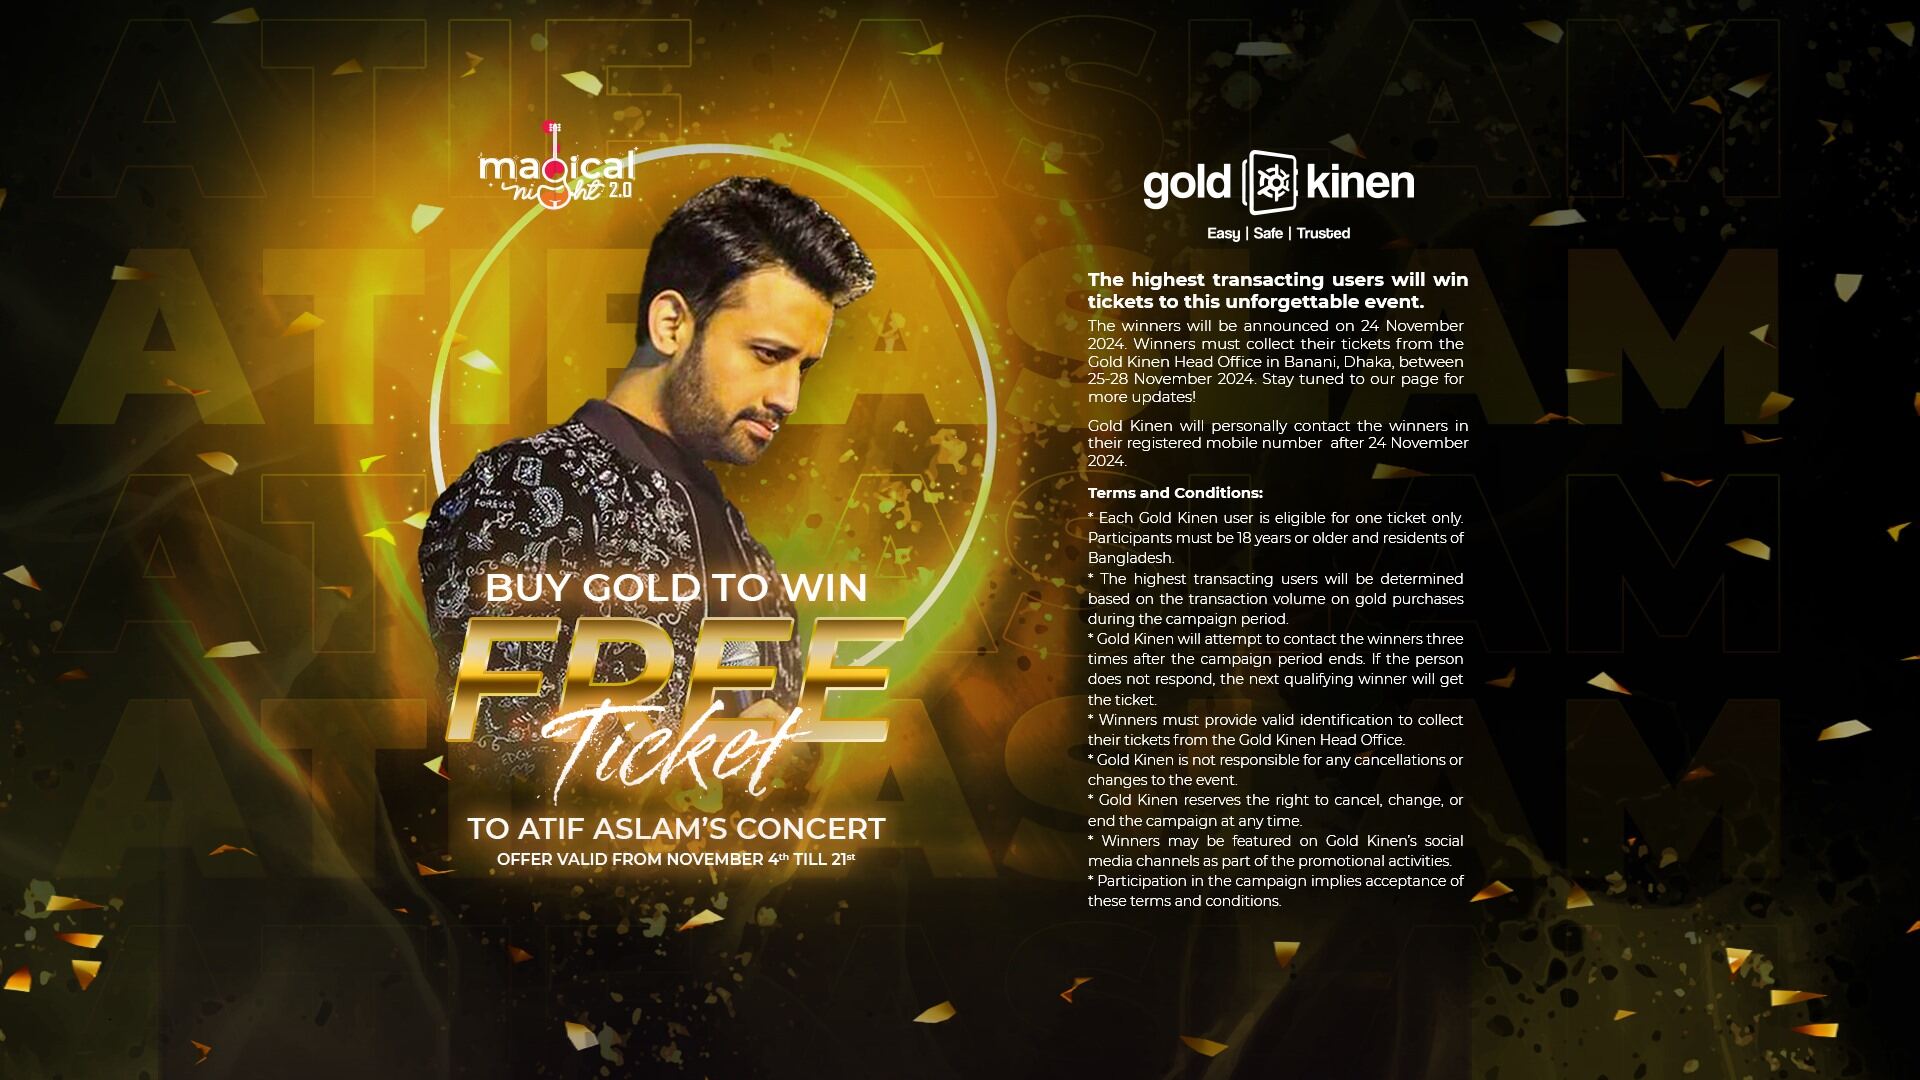 ATIF ASLAM
ATIF ASLAM
ATIF ASLAM
ATIF ASLAM
ATIF ASLAM
magical
night 2.0
FOREVER
BUY GOLD TO WIN
FREE
Ticket
TO ATIF ASLAM'S CONCERT
OFFER VALID FROM NOVEMBER 4th TILL 21st
gold kinen
Easy | Safe | Trusted
The highest transacting users will win
tickets to this unforgettable event.
The winners will be announced on 24 November
2024. Winners must collect their tickets from the
Gold Kinen Head Office in Banani, Dhaka, between
25-28 November 2024. Stay tuned to our page for
more updates!
Gold Kinen will personally contact the winners in
their registered mobile number after 24 November
2024.
Terms and Conditions:
* Each Gold Kinen user is eligible for one ticket only.
Participants must be 18 years or older and residents of
Bangladesh.
* The highest transacting users will be determined
based on the transaction volume on gold purchases
during the campaign period.
* Gold Kinen will attempt to contact the winners three
times after the campaign period ends. If the person
does not respond, the next qualifying winner will get
the ticket.
* Winners must provide valid identification to collect
their tickets from the Gold Kinen Head Office.
* Gold Kinen is not responsible for any cancellations or
changes to the event.
* Gold Kinen reserves the right to cancel, change, or
end the campaign at any time.
* Winners may be featured on Gold Kinen's social
media channels as part of the promotional activities.
* Participation in the campaign implies acceptance of
these terms and conditions.